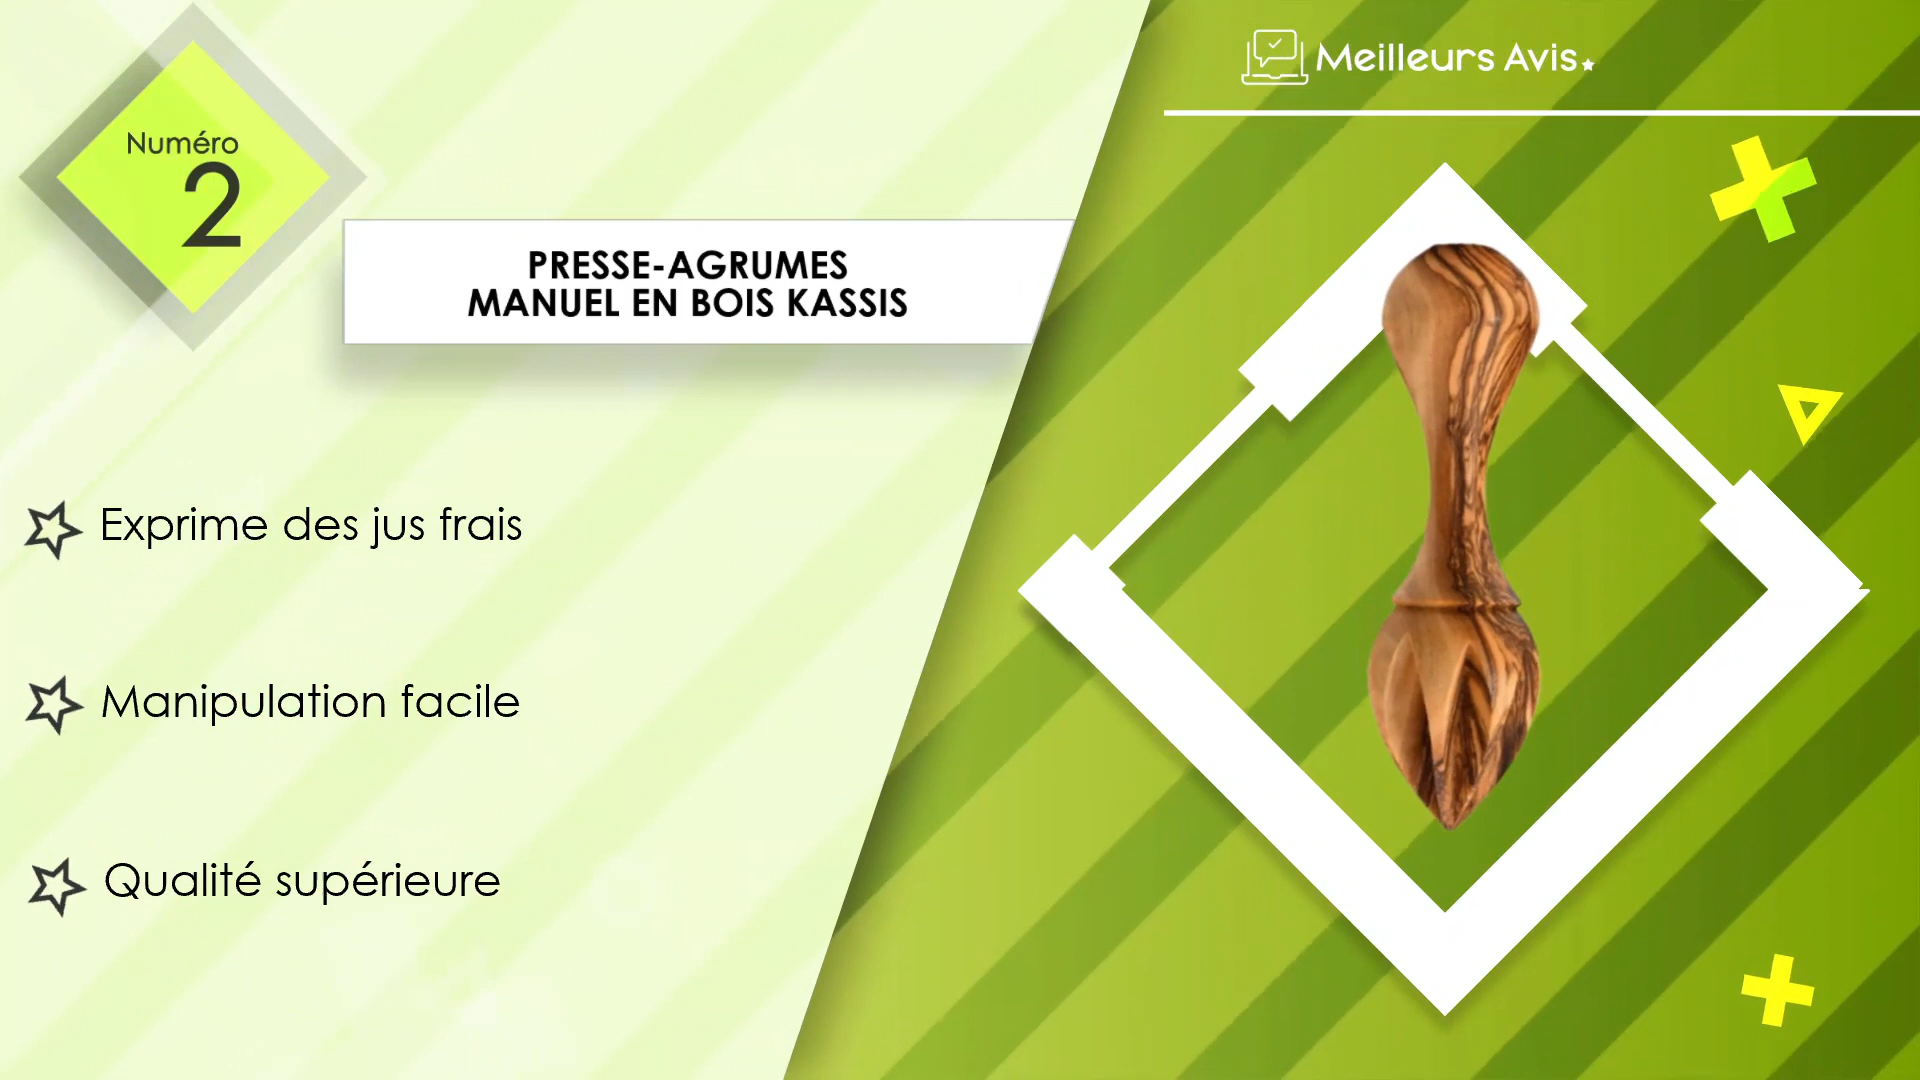 Meilleurs Avis
Numéro
2
PRESSE-AGRUMES
MANUEL EN BOIS KASSIS
Exprime des jus frais
Manipulation facile
Qualité supérieure